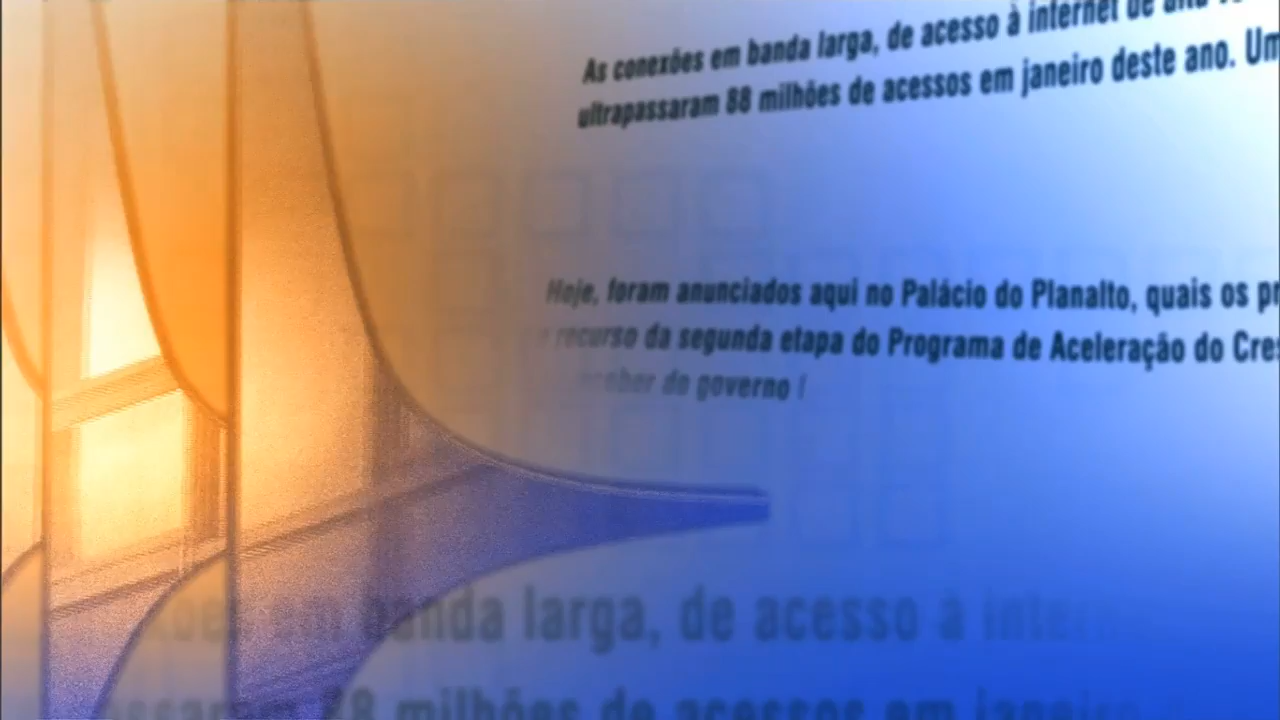 As conexões em banda larga, de acesso à internet de
ultrapassaram 88 milhões de acessos em janeiro deste ano. Um
Hoje, foram anunciados aqui no Palácio do Planalto, quais os
recurso da segunda etapa do Programa de Aceleração do
do governo
em banda larga, de acesso à
milhões de acessos em janeiro